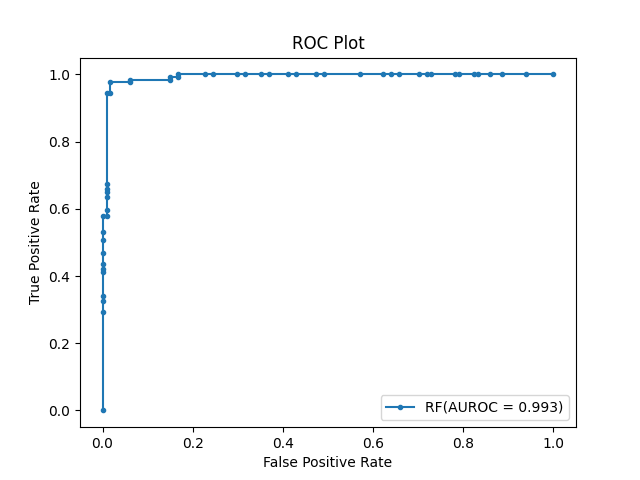 ROC Plot
1.0
0.8
0.6
0.4
0.2
0.0
True Positive Rate
RF(AUROC = 0.993)
0.0 0.2 0.4 0.6 0.8 1.0
False Positive Rate